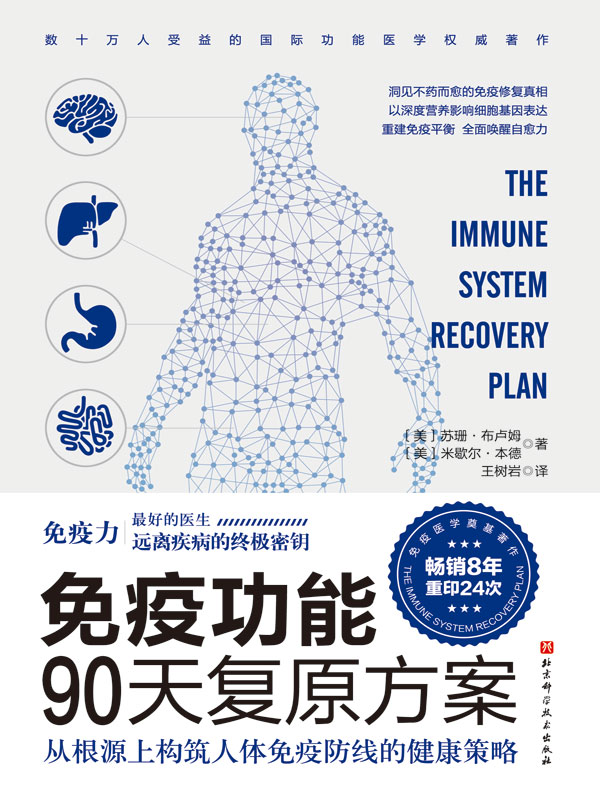 数十万人受益的国际功能医学权威著作
洞见不药而愈的免疫修复真相
以深度营养影响细胞基因表达
重建免疫平衡 全面唤醒自愈力
THE
IMMUNE
SYSTEM
RECOVERY
PLAN
[美]苏珊·布卢姆
[美]米歇尔·本德
著
王树岩◎译
免疫力
最好的医生
远离疾病的终极密钥
免疫医学奠基著作
畅销8年
重印24次
THE IMMUNE SYSTEM RECOVERY PLAN
免疫功能
90天复原方案
从根源上构筑人体免疫防线的健康策略
北京科学技术出版社